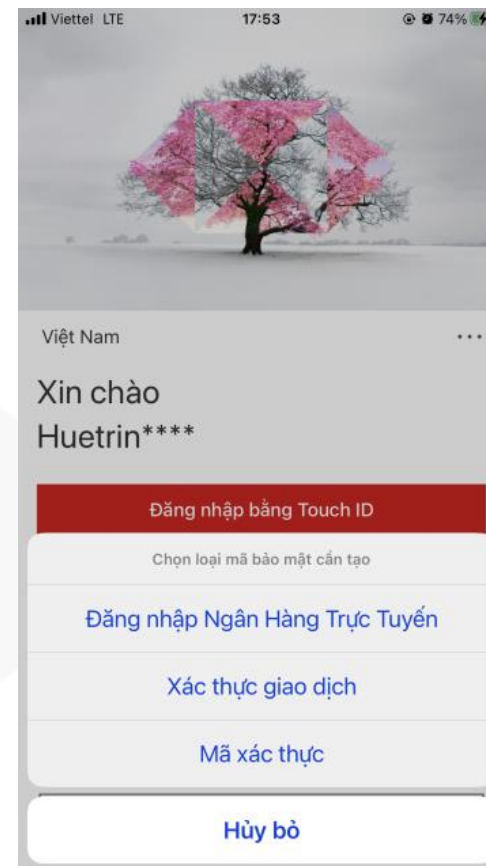 Viettel LTE 17:53 74%
Việt Nam
Xin chào
Huetrin****
Đăng nhập bằng Touch ID
Chọn loại mã bảo mật cần tạo
Đăng nhập Ngân Hàng Trực Tuyến
Xác thực giao dịch
Mã xác thực
Hủy bỏ